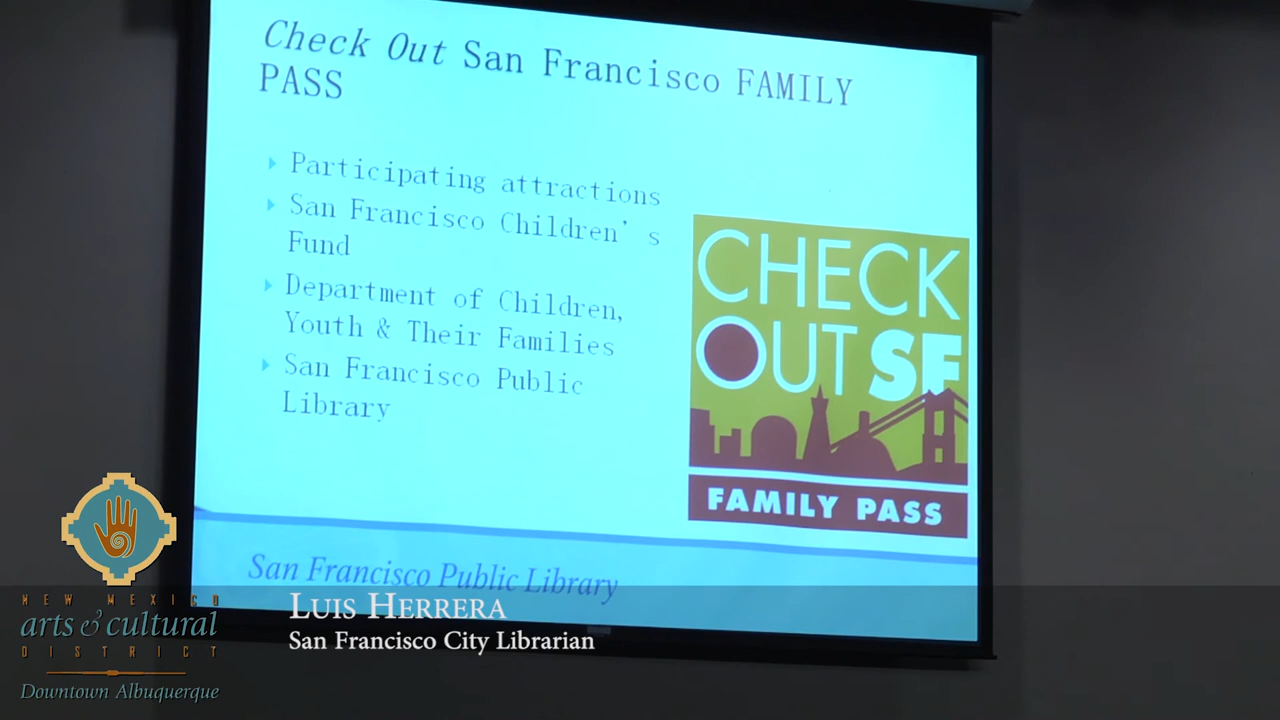 Check Out San Francisco FAMILY
PASS
Participating attractions
San Francisco Children's
Fund
Department of Children,
Youth & Their Families
San Francisco Public
Library
CHECK
OUT SF
FAMILY PASS
San Francisco Public Library
LUIS HERRERA
San Francisco City Librarian
NEW MEXICO
arts & cultural
DISTRICT
Downtown Albuquerque